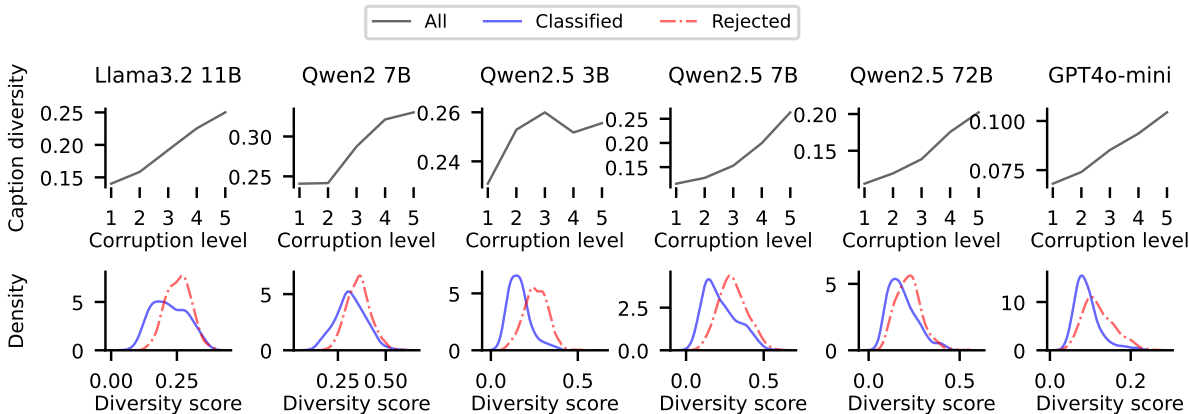 All Classified Rejected
Llama3.2 11B Qwen2 7B Qwen2.5 3B Qwen2.5 7B Qwen2.5 72B GPT4o-mini
Caption diversity
0.25
0.20
0.15
1 2 3 4 5
Corruption level
0.30
0.25
1 2 3 4 5
Corruption level
0.26
0.24
1 2 3 4 5
Corruption level
0.25
0.20
0.15
1 2 3 4 5
Corruption level
0.20
0.15
1 2 3 4 5
Corruption level
0.100
0.075
1 2 3 4 5
Corruption level
Density
5
0
0.00 0.25
Diversity score
5
0
0.25 0.50
Diversity score
5
0
0.0 0.5
Diversity score
2.5
0.0
0.0 0.5
Diversity score
5
0
0.0 0.5
Diversity score
10
0
0.0 0.2
Diversity score